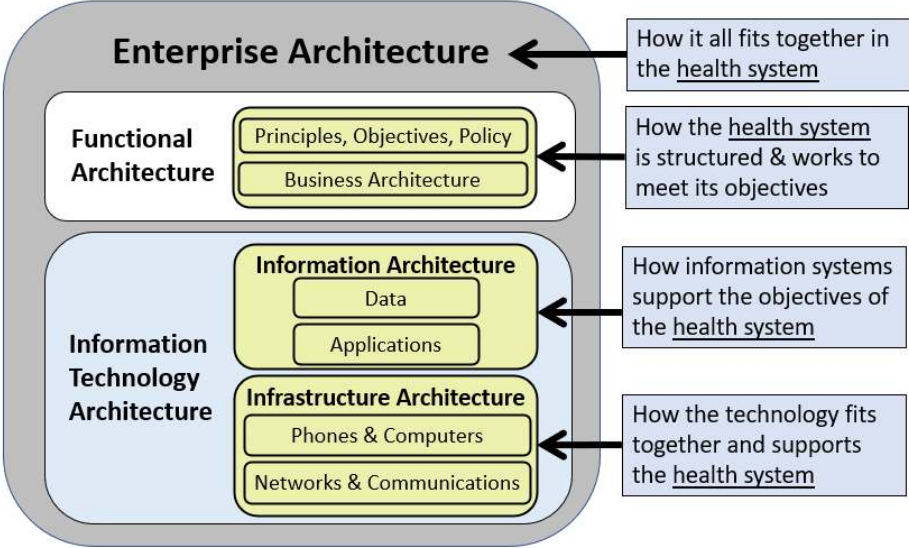 Enterprise Architecture
How it all fits together in
the health system
Functional
Architecture
Principles, Objectives, Policy
Business Architecture
How the health system
is structured & works to
meet its objectives
Information
Technology
Architecture
Information Architecture
Data
Applications
How information systems
support the objectives of
the health system
Infrastructure Architecture
Phones & Computers
Networks & Communications
How the technology fits
together and supports
the health system